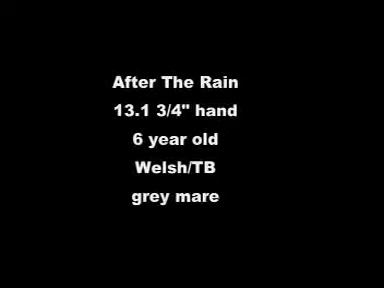 After The Rain
13.1 3/4" hand
6 year old
Welsh/TB
grey mare